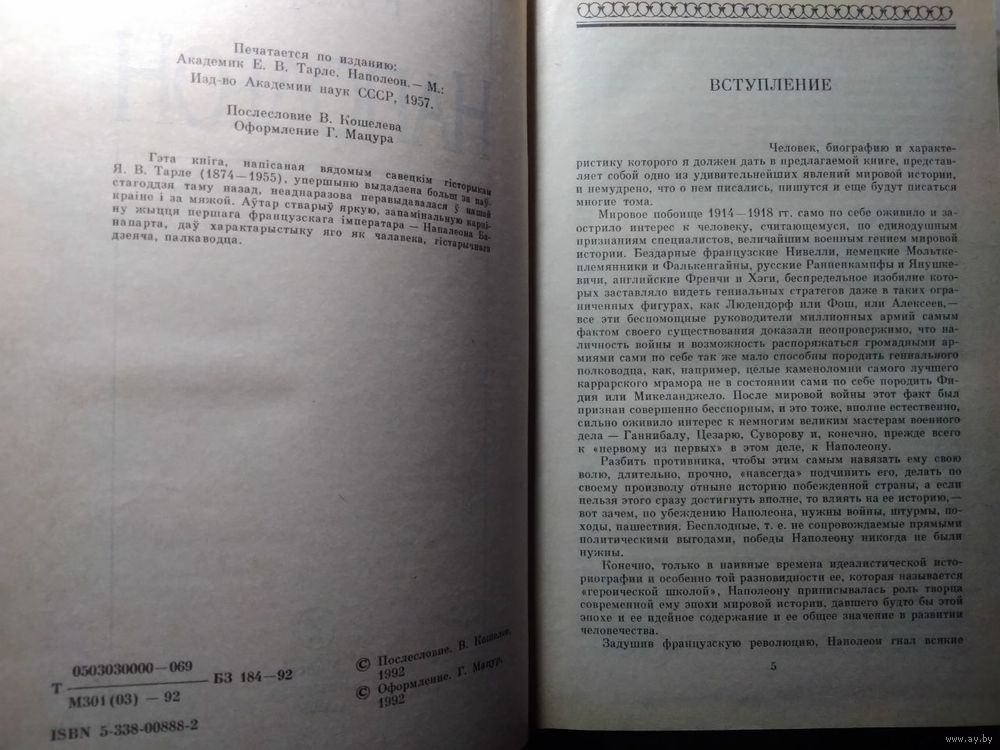 Печатается по изданию:
Академик Е. В. Тарле. Наполеон. — М.:
Изд-во Академии наук СССР, 1957.
Послесловие В. Кошелева
Оформление Г. Мацура
Гэта кніга, напісаная вядомым савецкім гісторыкам
Я. В. Тарле (1874—1955), упершыню выдадзена больш за паў-
стагоддзя таму назад, неаднаразова перавыдавалася ў нашай
краіне і за мяжой. Аўтар стварыў яркую, запамінальную карці-
ну жыцця першага французскага імператара — Напалеона Ба-
напарта, даў характарыстыку яго як чалавека, гістарычнага
дзеяча, палкаводца.
Т 0503030000—069
М301(03) — 92
БЗ 184—92
ISBN 5-338-00888-2
© Послесловие. В. Кошелев,
1992
© Оформление. Г. Мацур,
1992
ВСТУПЛЕНИЕ
Человек, биографию и характе-
ристику которого я должен дать в предлагаемой книге, представ-
ляет собой одно из удивительнейших явлений мировой истории,
и немудрено, что о нем писались, пишутся и еще будут писаться
многие тома.
Мировое побоище 1914—1918 гг. само по себе оживило и за-
острило интерес к человеку, считающемуся, по единодушным
признаниям специалистов, величайшим военным гением мировой
истории. Бездарные французские Нивелли, немецкие Мольтке-
племянники и Фалькенгайны, русские Ранненкампфы и Янушке-
вичи, английские Френчи и Хэги, беспредельное изобилие кото-
рых заставляло видеть гениальных стратегов даже в таких огра-
ниченных фигурах, как Людендорф или Фош, или Алексеев,—
все эти беспомощные руководители миллионных армий самым
фактом своего существования доказали неопровержимо, что на-
личность войны и возможность распоряжаться громадными ар-
миями сами по себе так же мало способны породить гениального
полководца, как, например, целые каменоломни самого лучшего
каррарского мрамора не в состоянии сами по себе породить Фи-
дия или Микеланджело. После мировой войны этот факт был
признан совершенно бесспорным, и это тоже, вполне естественно,
сильно оживило интерес к немногим великим мастерам военного
дела — Ганнибалу, Цезарю, Суворову и, конечно, прежде всего
к «первому из первых» в этом деле, к Наполеону.
Разбить противника, чтобы этим самым навязать ему свою
волю, длительно, прочно, «навсегда» подчинить его, делать по
своему произволу отныне историю побежденной страны, а если
нельзя этого сразу достигнуть вполне, то влиять на ее историю,—
вот зачем, по убеждению Наполеона, нужны войны, штурмы, по-
ходы, нашествия. Бесплодные, т. е. не сопровождаемые прямыми
политическими выгодами, победы Наполеону никогда не были
нужны.
Конечно, только в наивные времена идеалистической исто-
риографии и особенно той разновидности ее, которая называется
«героической школой», Наполеону приписывалась роль творца
современной ему эпохи мировой истории, давшего будто бы этой
эпохе и ее идейное содержание и ее общее значение в развитии
человечества.
Задушив французскую революцию, Наполеон гнал всякие
5
www.ay.by